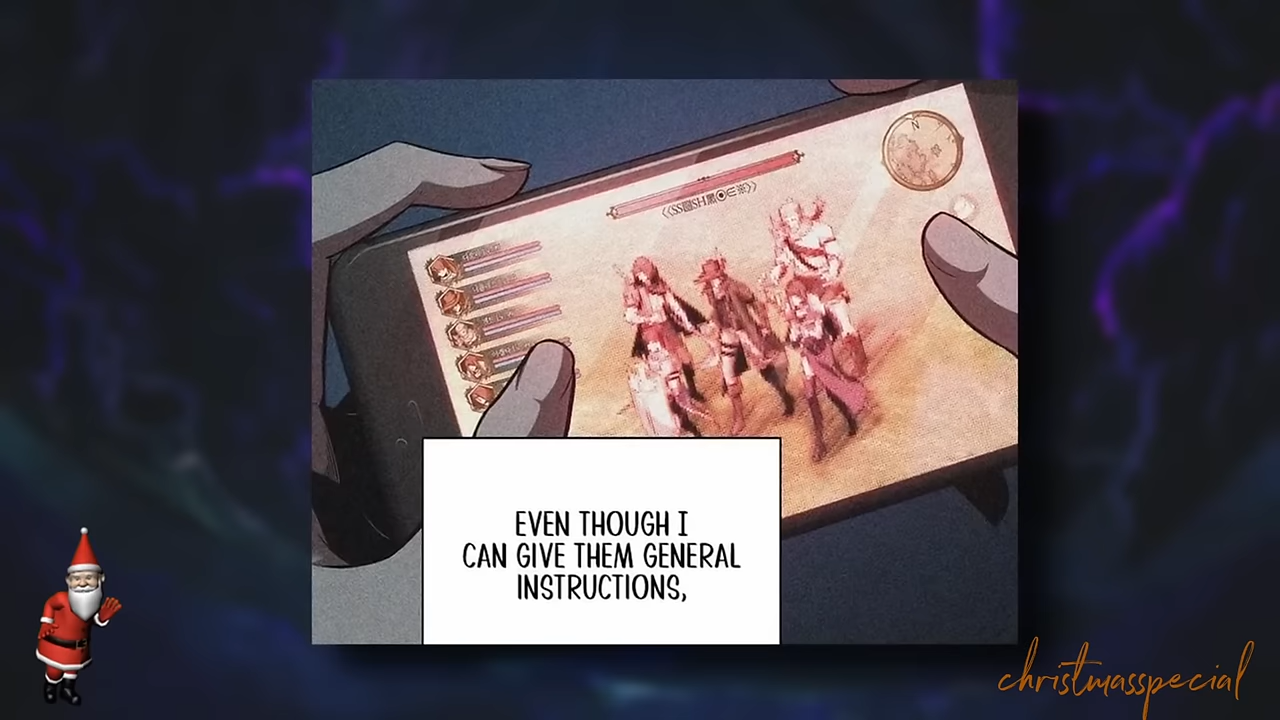 N
EVEN THOUGH I
CAN GIVE THEM GENERAL
INSTRUCTIONS,
christmasspecial